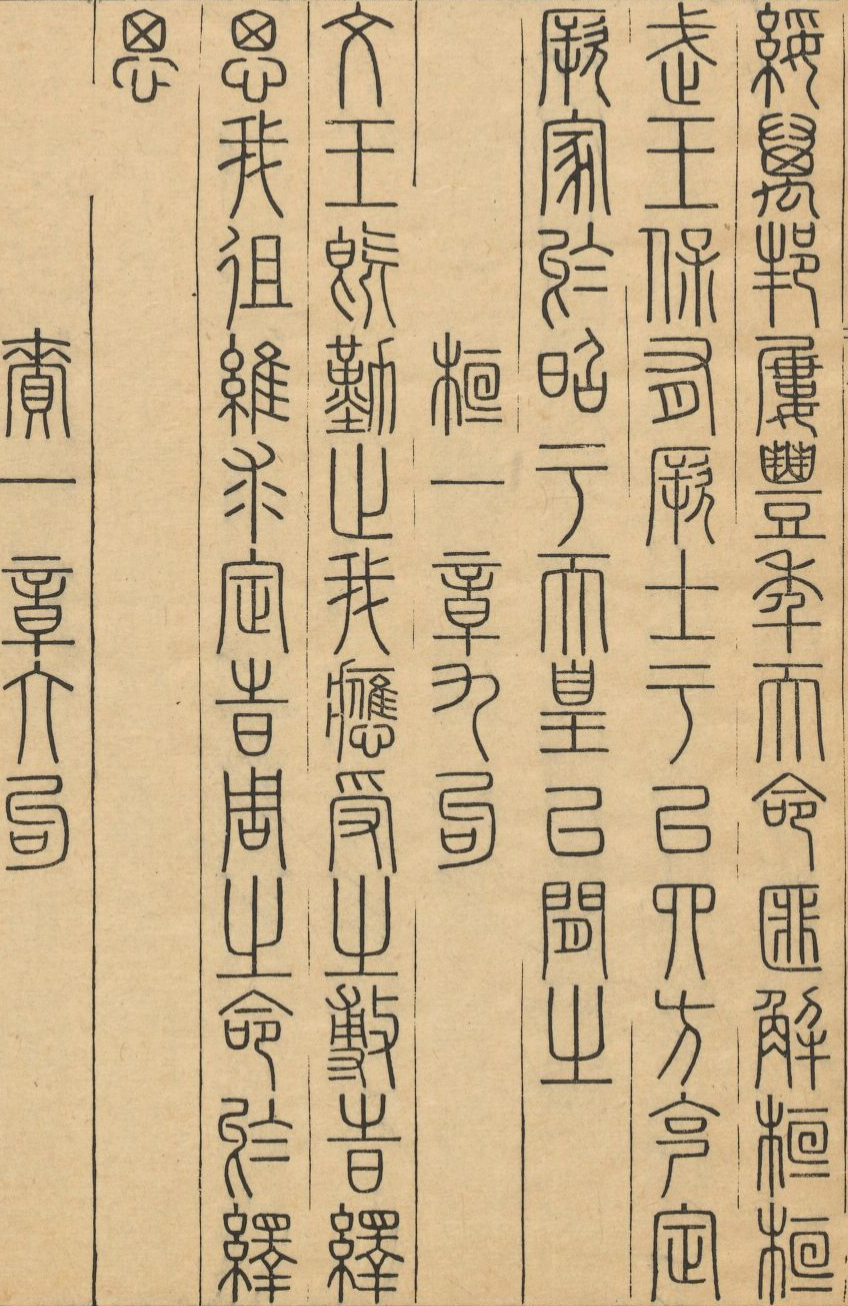 綏萬邦屢豐年天命匪解桓桓
武王保有厥士于以四方克定
厥家於昭于天皇以間之
桓一章九句
文王既勤止我應受之敷時繹
思我徂維求定時周之命於繹
思
賚一章六句